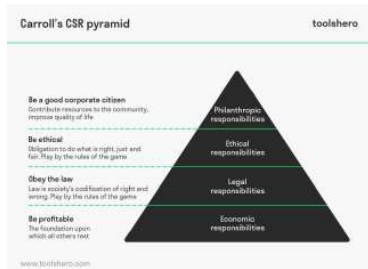 Carroll's CSR pyramid
toolshero
Be a good corporate citizen
Contribute resources to the community,
improve quality of life
Philanthropic
responsibilities
Be ethical
Obligation to do what is right, just and
fair. Play by the rules of the game
Ethical
responsibilities
Obey the law
Law is society's codification of right and
wrong. Play by the rules of the game
Legal
responsibilities
Be profitable
The foundation upon
which all others rest
Economic
responsibilities
www.toolshero.com